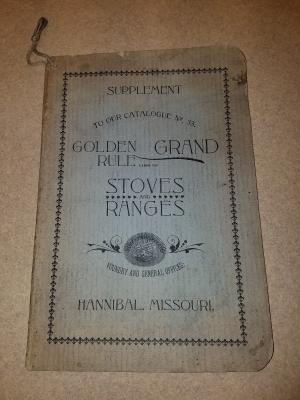 SUPPLEMENT
TO OUR CATALOGUE No. 33,
GOLDEN GRAND
RULE
STOVES
AND
RANGES
FOUNDRY AND GENERAL OFFICES,
HANNIBAL, MISSOURI.